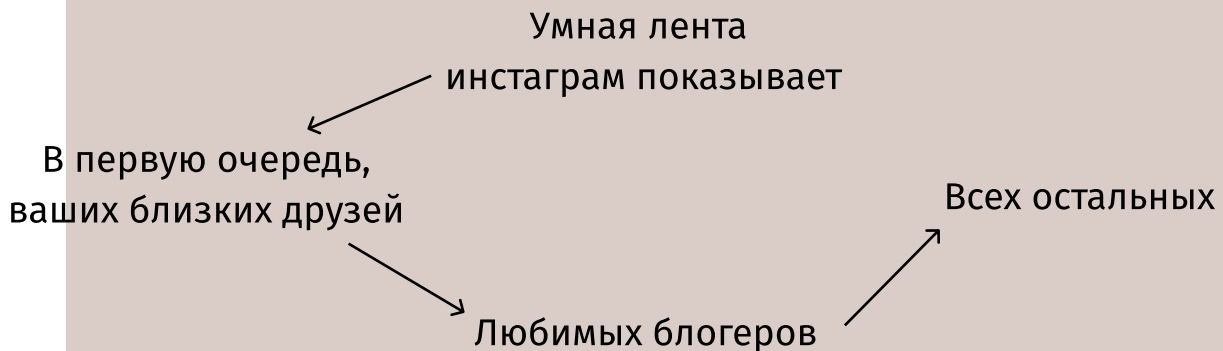 Умная лента
инстаграм показывает
В первую очередь,
ваших близких друзей
Всех остальных
Любимых блогеров